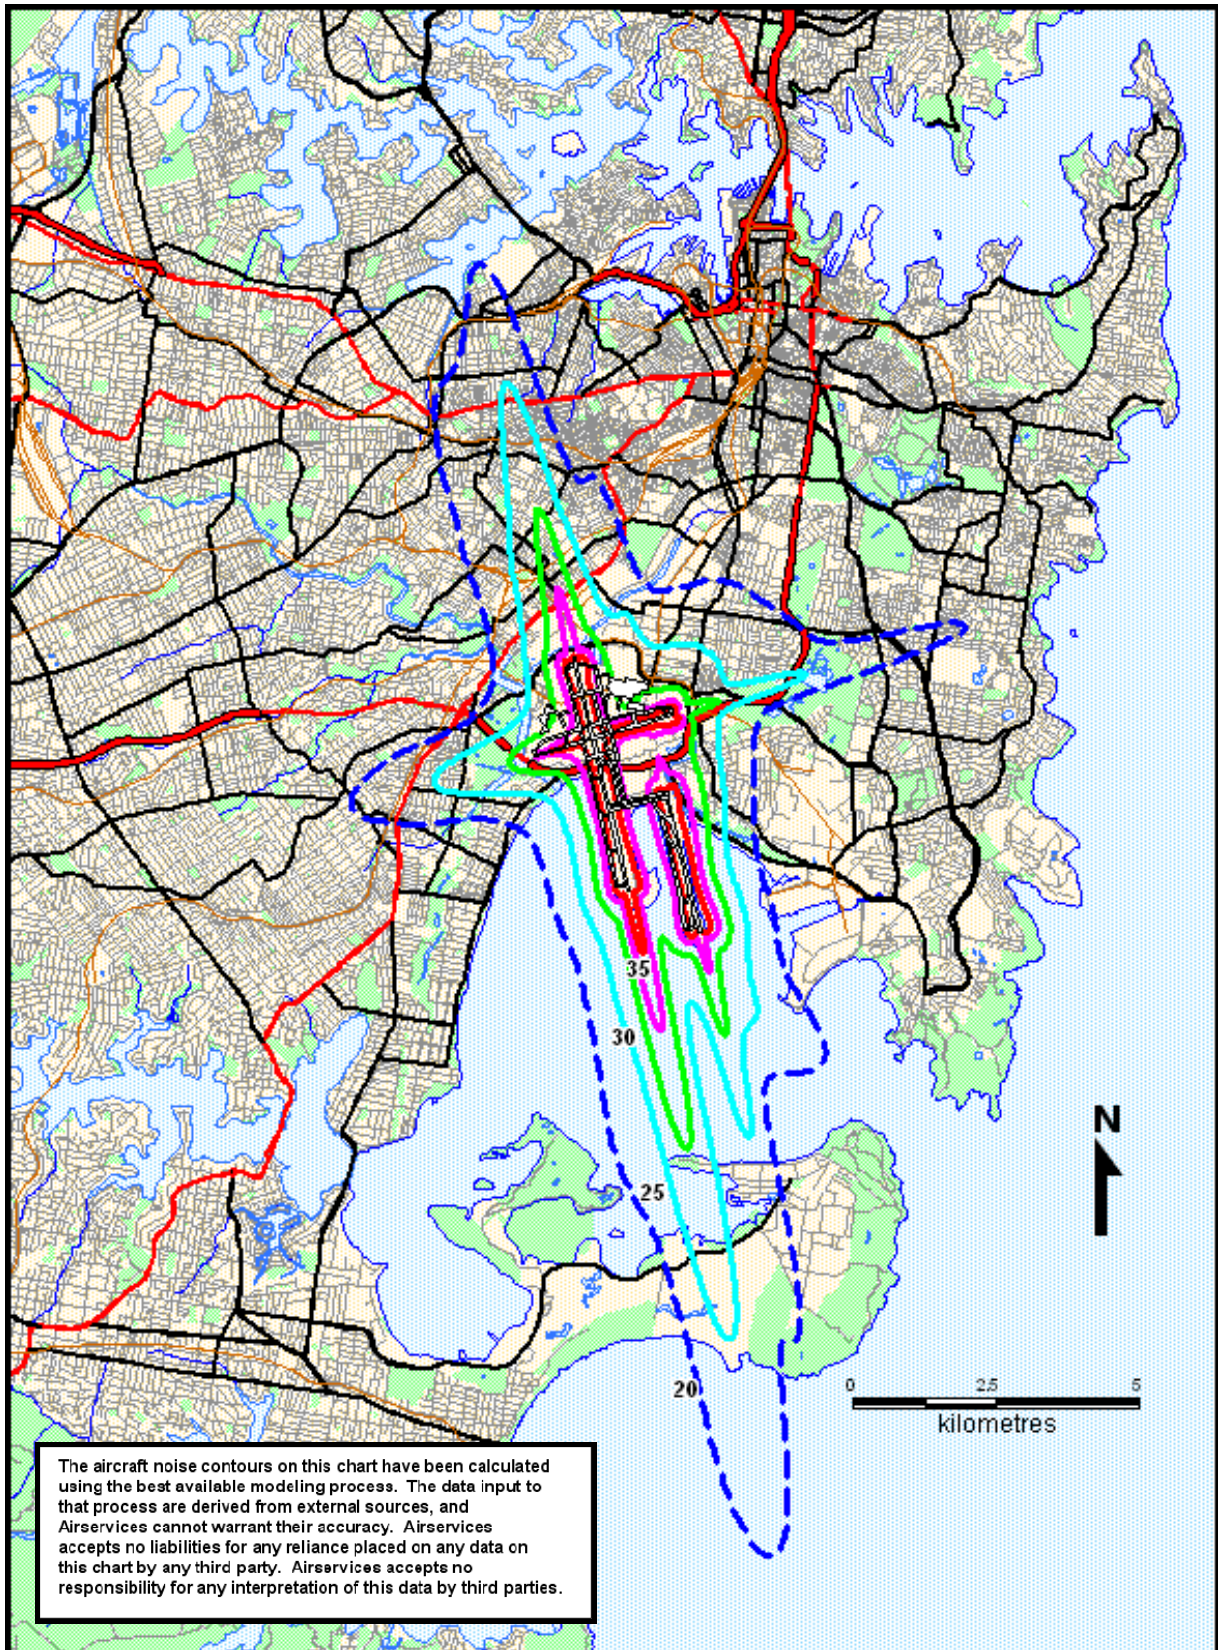 35
30
25
20
N
0 2.5 5
kilometres
The aircraft noise contours on this chart have been calculated
using the best available modeling process. The data input to
that process are derived from external sources, and
Airservices cannot warrant their accuracy. Airservices
accepts no liabilities for any reliance placed on any data on
this chart by any third party. Airservices accepts no
responsibility for any interpretation of this data by third parties.